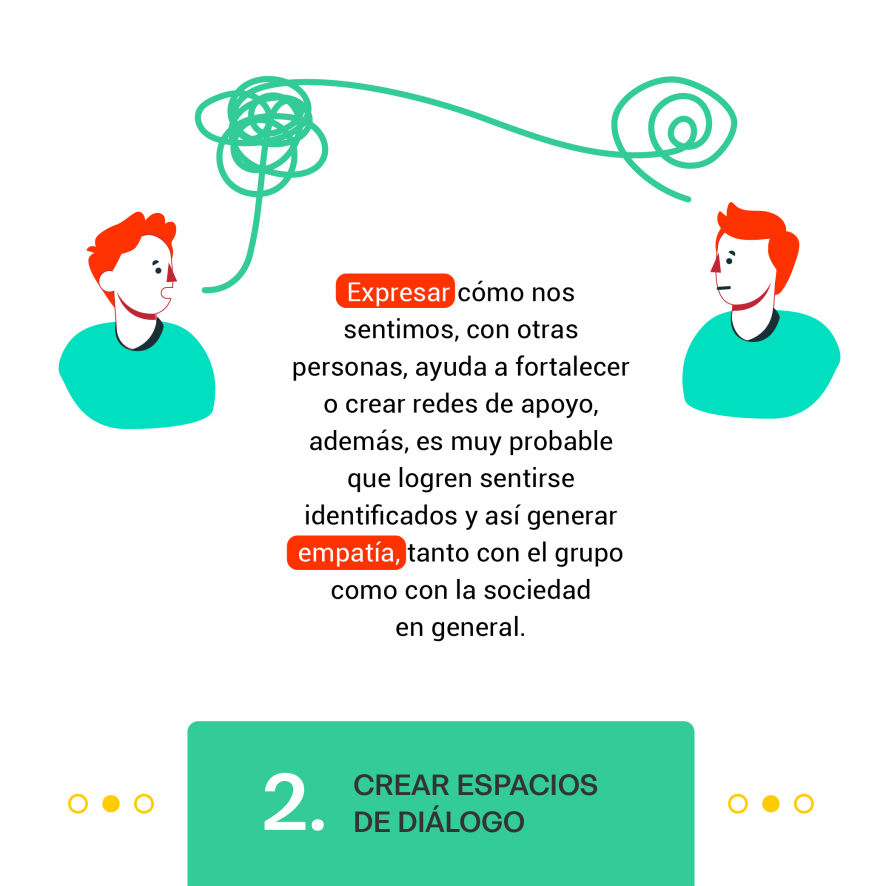 Expresar cómo nos
sentimos, con otras
personas, ayuda a fortalecer
o crear redes de apoyo,
además, es muy probable
que logren sentirse
identificados y así generar
empatía, tanto con el grupo
como con la sociedad
en general.
2. CREAR ESPACIOS
DE DIÁLOGO